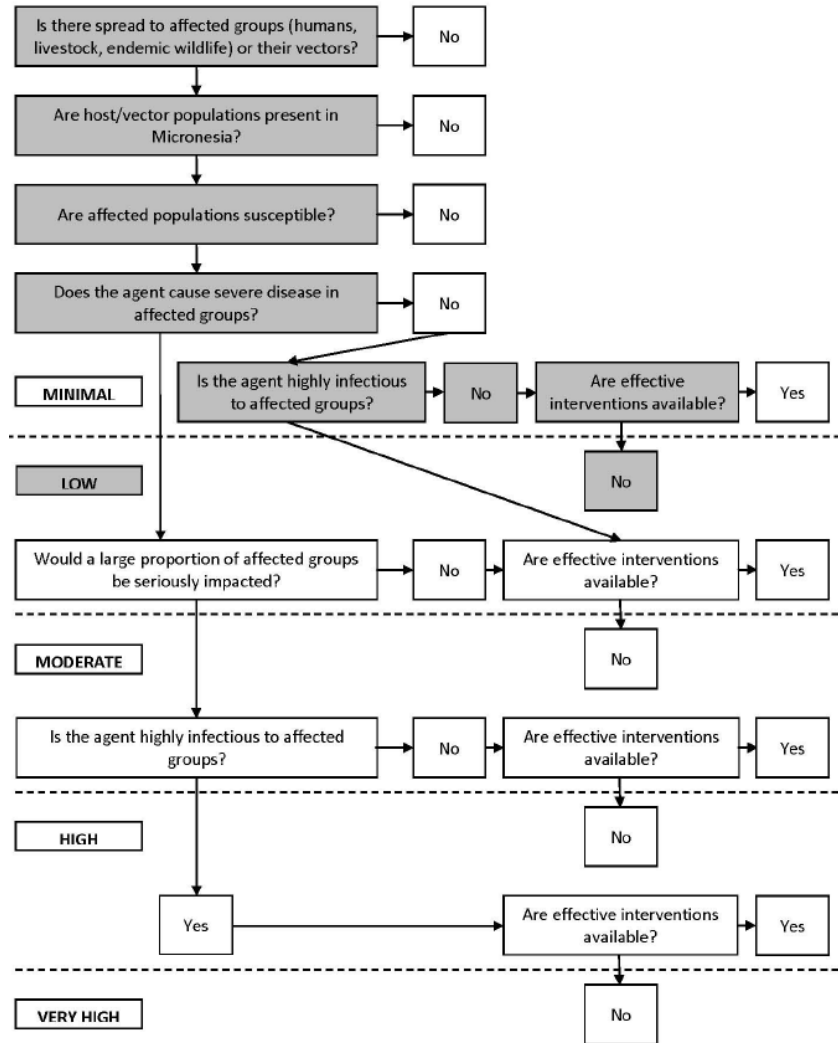 Is there spread to affected groups (humans,
livestock, endemic wildlife) or their vectors?
No
Are host/vector populations present in
Micronesia?
No
Are affected populations susceptible?
No
Does the agent cause severe disease in
affected groups?
No
MINIMAL
Is the agent highly infectious
to affected groups?
No
Are effective
interventions available?
Yes
LOW
No
Would a large proportion of affected groups
be seriously impacted?
No
Are effective interventions
available?
Yes
MODERATE
No
Is the agent highly infectious to affected
groups?
No
Are effective interventions
available?
Yes
HIGH
No
Yes
Are effective interventions
available?
Yes
VERY HIGH
No